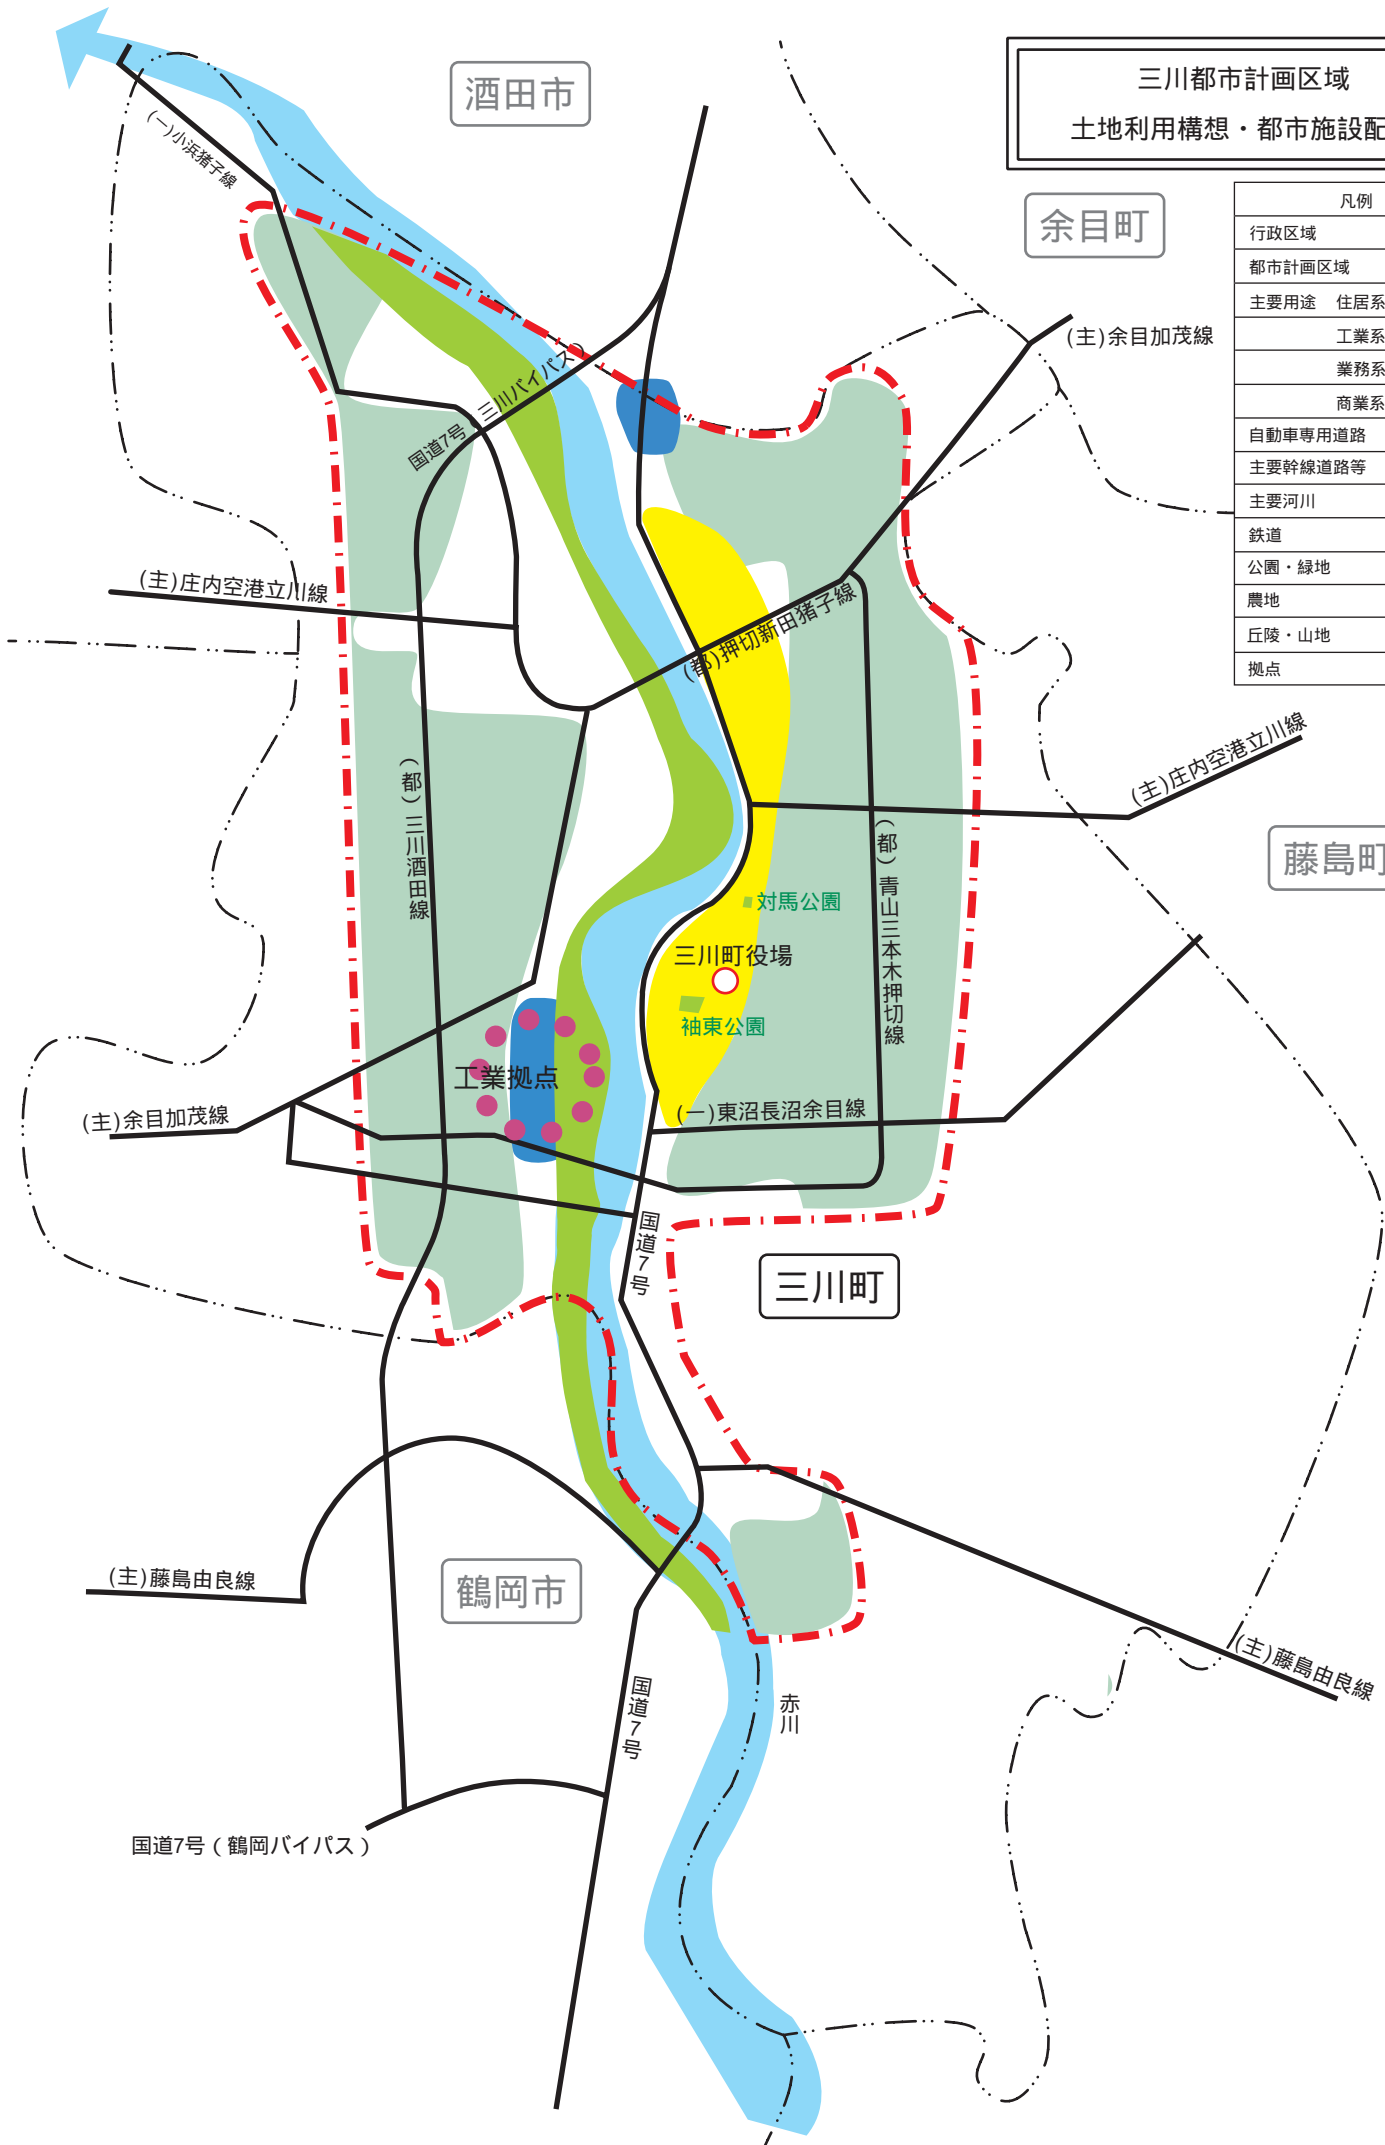 三川都市計画区域
土地利用構想・都市施設配
酒田市
余目町
凡例
行政区域
都市計画区域
主要用途 住居系
工業系
業務系
商業系
自動車専用道路
主要幹線道路等
主要河川
鉄道
公園・緑地
農地
丘陵・山地
拠点
(一)小浜猪子線
(主)余目加茂線
国道7号(三川バイパス)
(主)庄内空港立川線
(都)押切新田猪子線
(主)庄内空港立川線
(都)三川酒田線
(都)青山三本木押切線
藤島町
対馬公園
三川町役場
袖東公園
工業拠点
(主)余目加茂線
(一)東沼長沼余目線
国道7号
三川町
(主)藤島由良線
鶴岡市
(主)藤島由良線
国道7号
赤川
国道7号(鶴岡バイパス)